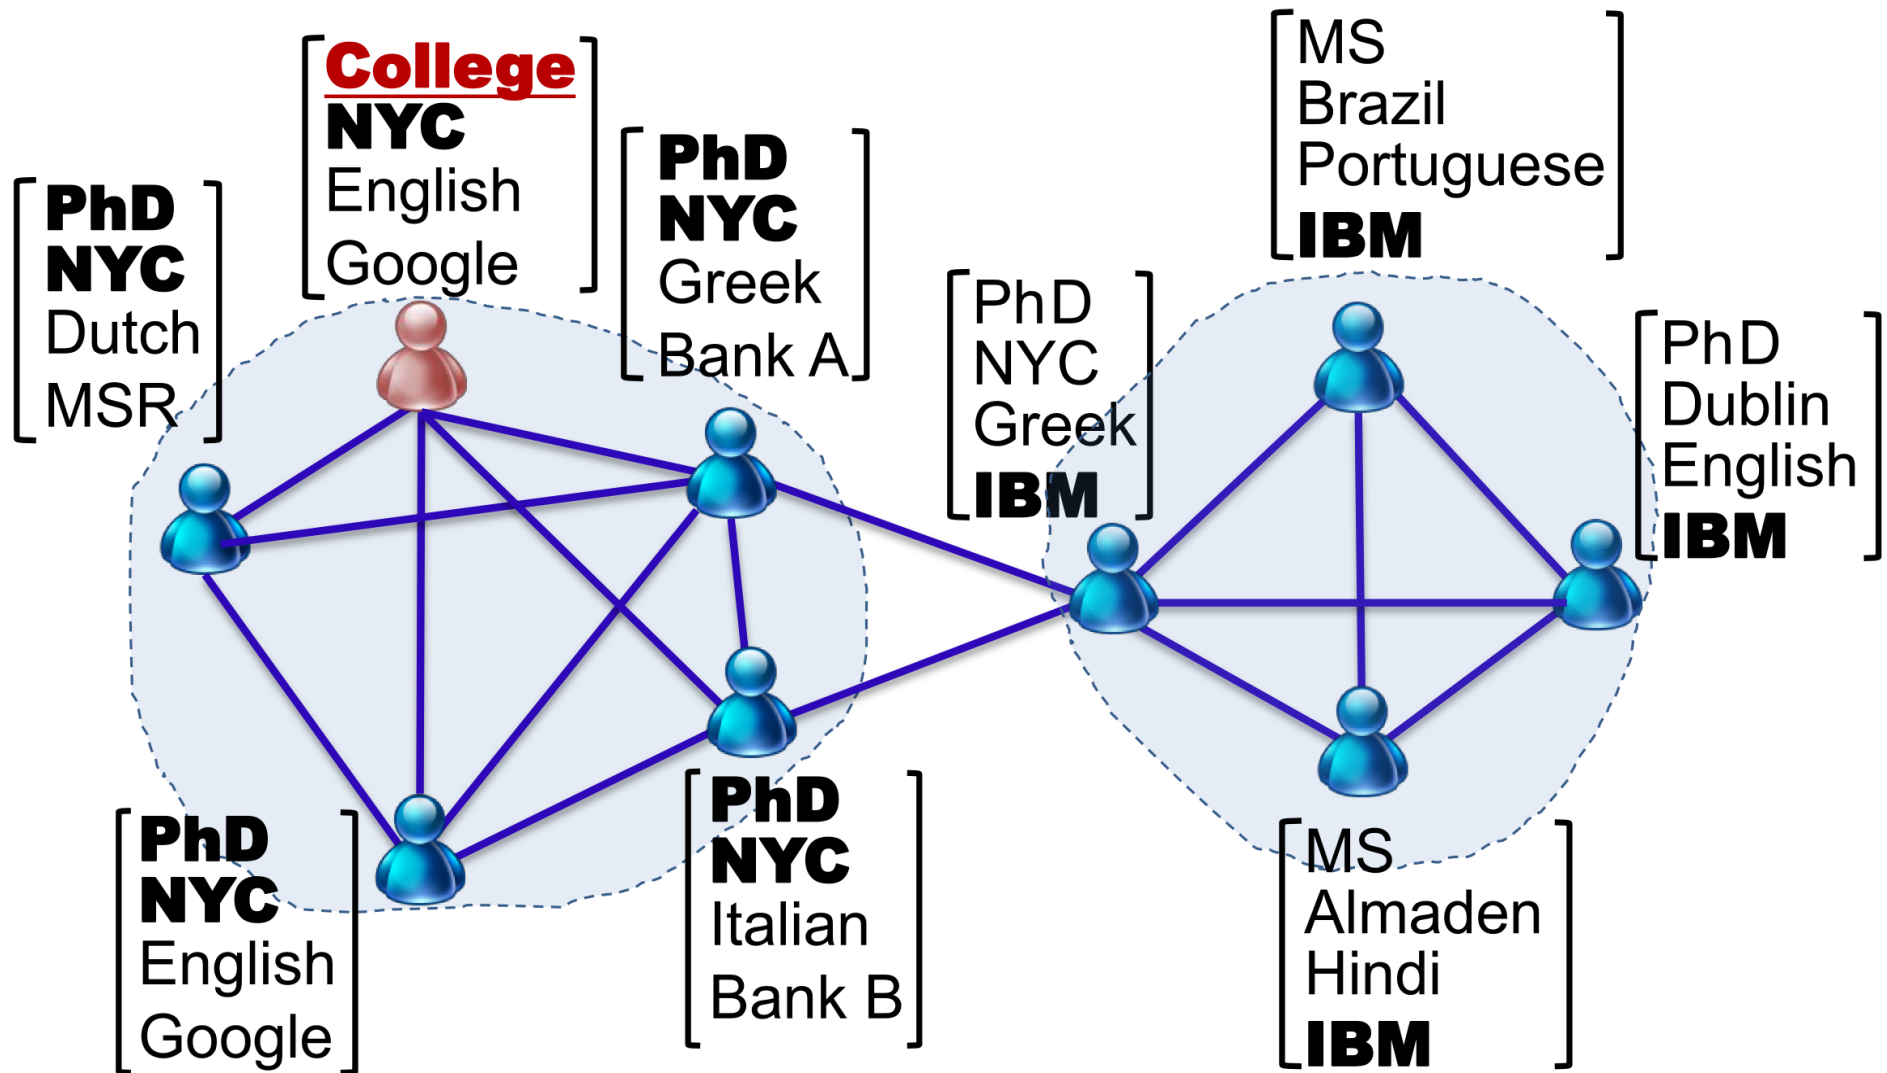 College
NYC
English
Google
PhD
NYC
Dutch
MSR
PhD
NYC
Greek
Bank A
PhD
NYC
Greek
IBM
MS
Brazil
Portuguese
IBM
PhD
Dublin
English
IBM
PhD
NYC
English
Google
PhD
NYC
Italian
Bank B
MS
Almaden
Hindi
IBM